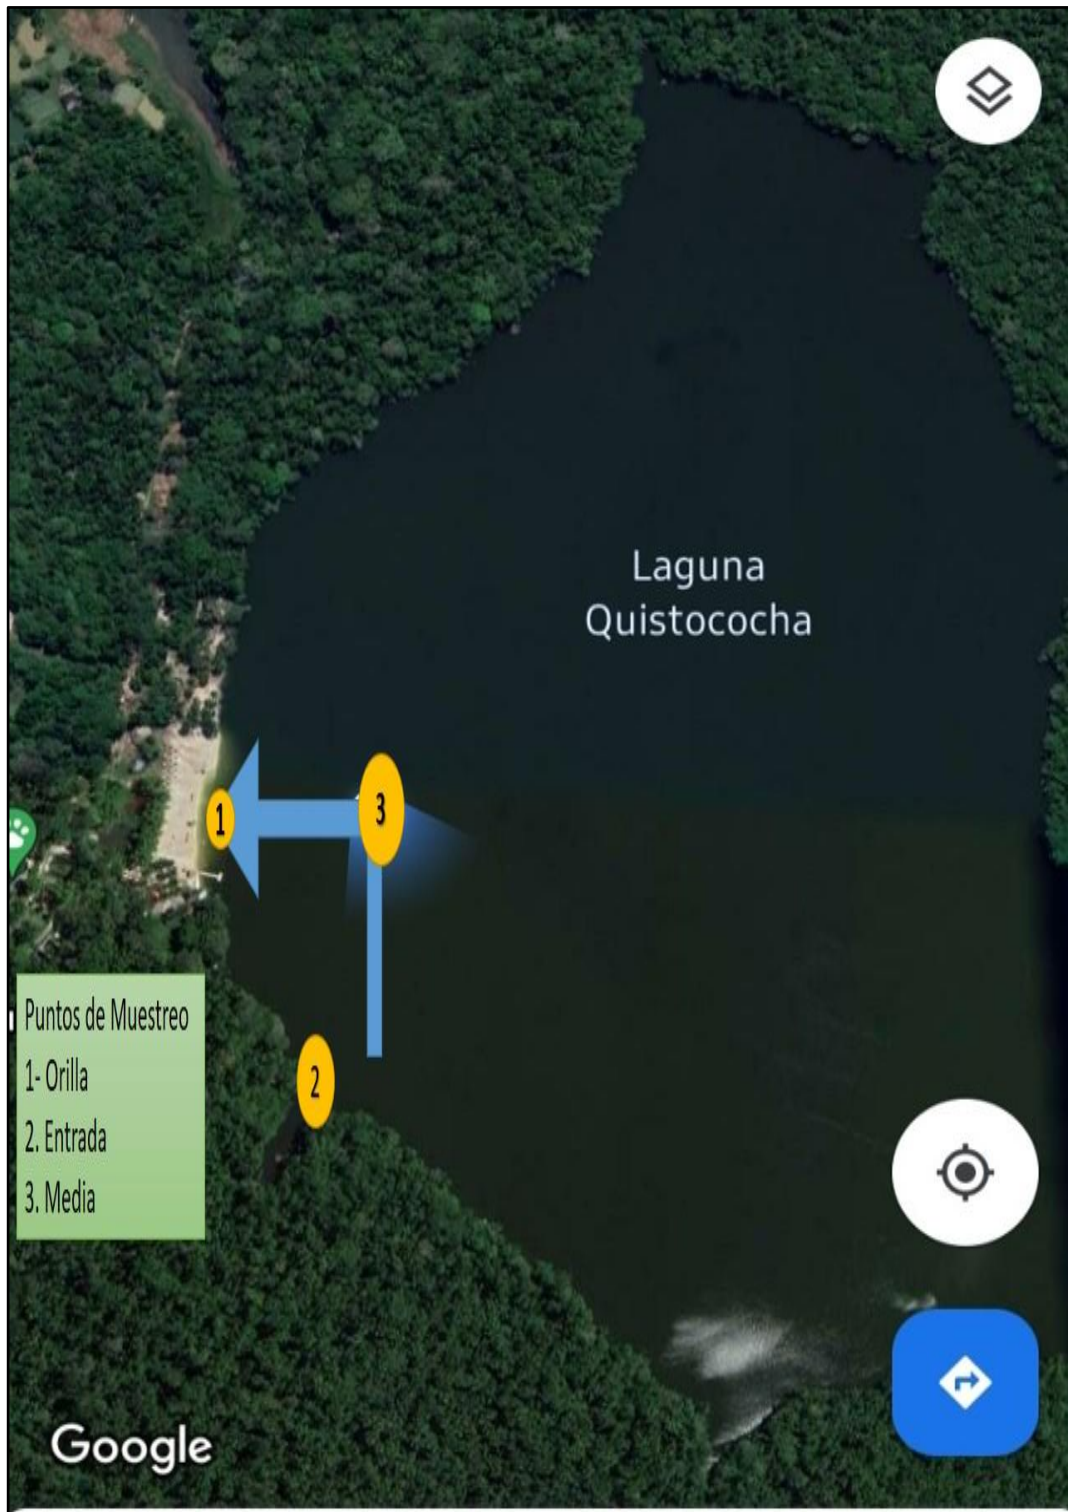 Laguna
Quistococha
3
1
2
Puntos de Muestreo
1- Orilla
2. Entrada
3. Media
Google